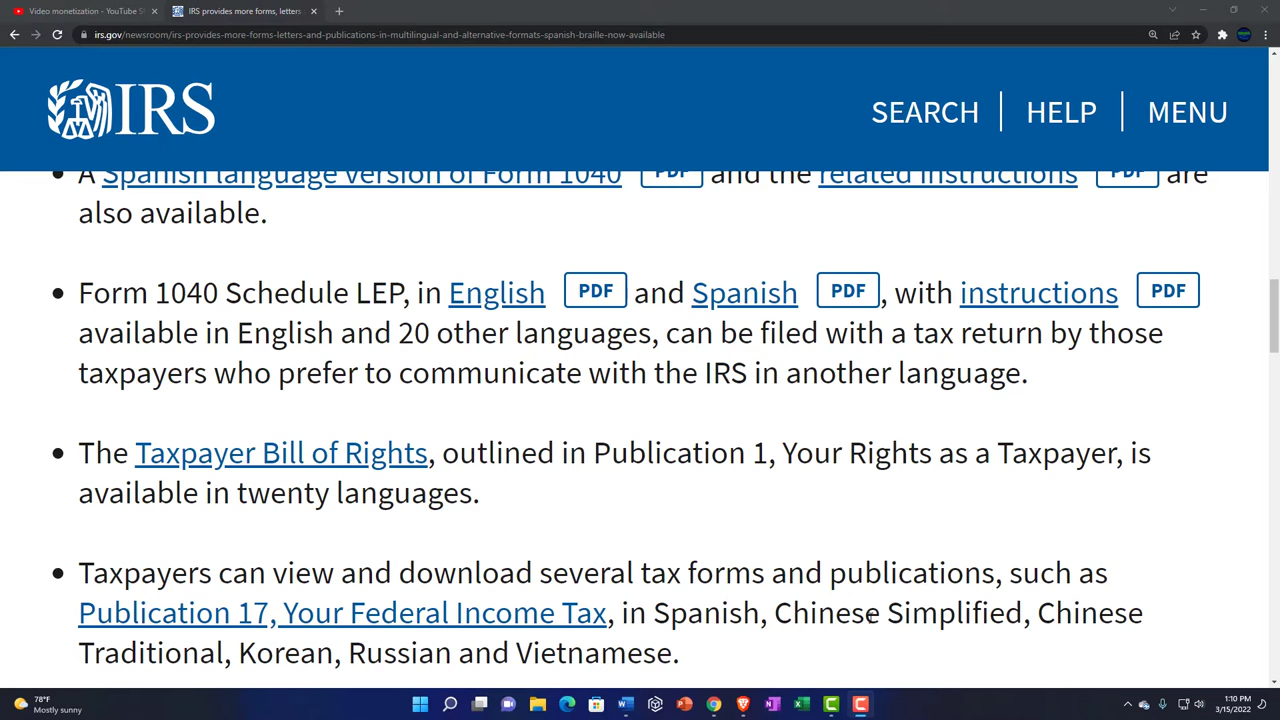 Video monetization - YouTube S
IRS provides more forms, letters
irs.gov/newsroom/irs-provides-more-forms-letters-and-publications-in-multilingual-and-alternative-formats-spanish-braille-now-available
IRS
SEARCH
HELP
MENU
A Spanish language version of Form 1040 PDF and the related instructions PDF are
also available.
Form 1040 Schedule LEP, in English PDF and Spanish PDF, with instructions PDF
available in English and 20 other languages, can be filed with a tax return by those
taxpayers who prefer to communicate with the IRS in another language.
The Taxpayer Bill of Rights, outlined in Publication 1, Your Rights as a Taxpayer, is
available in twenty languages.
Taxpayers can view and download several tax forms and publications, such as
Publication 17, Your Federal Income Tax, in Spanish, Chinese Simplified, Chinese
Traditional, Korean, Russian and Vietnamese.
78°F
Mostly sunny
1:10 PM
3/15/2022